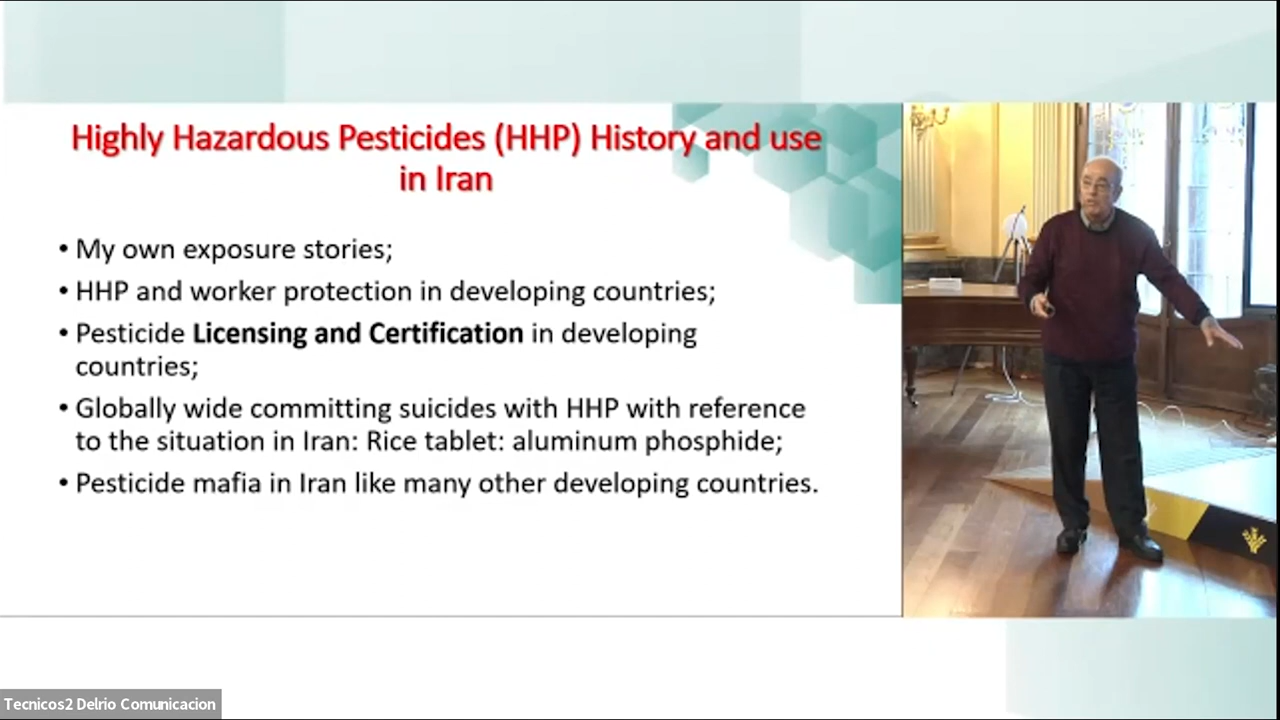 Highly Hazardous Pesticides (HHP) History and use
in Iran
• My own exposure stories;
• HHP and worker protection in developing countries;
• Pesticide Licensing and Certification in developing
countries;
• Globally wide committing suicides with HHP with reference
to the situation in Iran: Rice tablet: aluminum phosphide;
• Pesticide mafia in Iran like many other developing countries.
Tecnicos2 Delrio Comunicacion